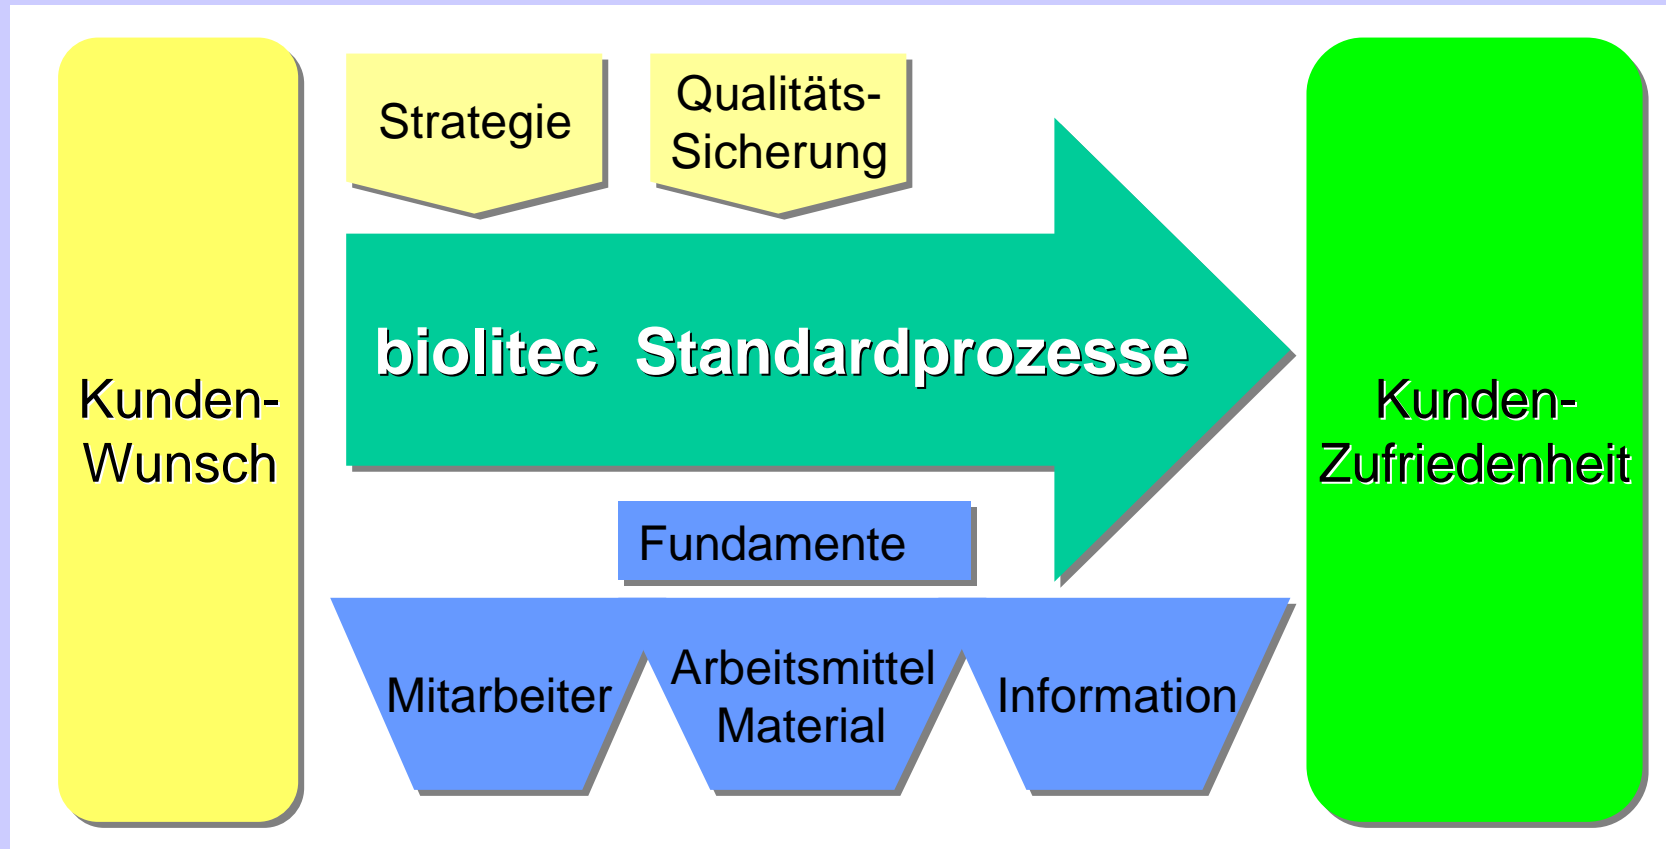 Strategie
Qualitäts-
Sicherung
biolitec Standardprozesse
Kunden-
Wunsch
Kunden-
Zufriedenheit
Fundamente
Mitarbeiter
Arbeitsmittel
Material
Information